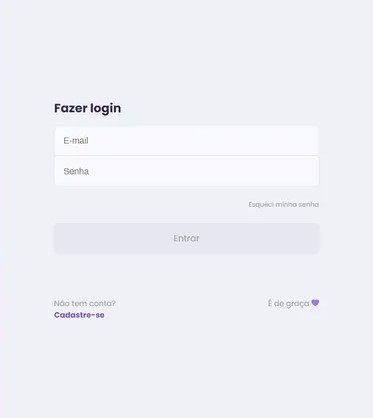 Fazer login
E-mail
Senha
Esqueci minha senha
Entrar
Não tem conta?
Cadastre-se
É de graça 💜